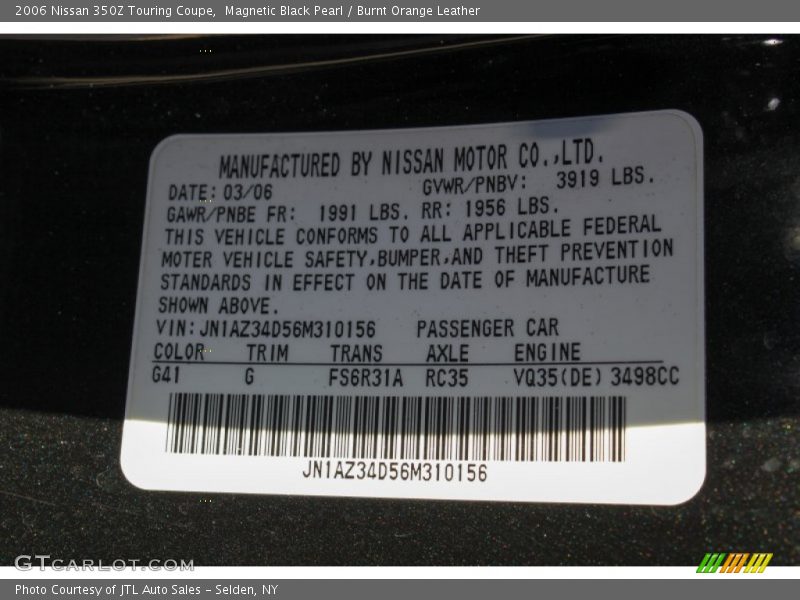 2006 Nissan 350Z Touring Coupe, Magnetic Black Pearl / Burnt Orange Leather
MANUFACTURED BY NISSAN MOTOR CO.,LTD.
DATE: 03/06 GVWR/PNBV: 3919 LBS.
GAWR/PNBE FR: 1991 LBS. RR: 1956 LBS.
THIS VEHICLE CONFORMS TO ALL APPLICABLE FEDERAL
MOTER VEHICLE SAFETY,BUMPER,AND THEFT PREVENTION
STANDARDS IN EFFECT ON THE DATE OF MANUFACTURE
SHOWN ABOVE.
VIN: JN1AZ34D56M310156 PASSENGER CAR
COLOR TRIM TRANS AXLE ENGINE
G41 G FS6R31A RC35 VQ35(DE) 3498CC
JN1AZ34D56M310156
GTCARLOT.COM
Photo Courtesy of JTL Auto Sales - Selden, NY